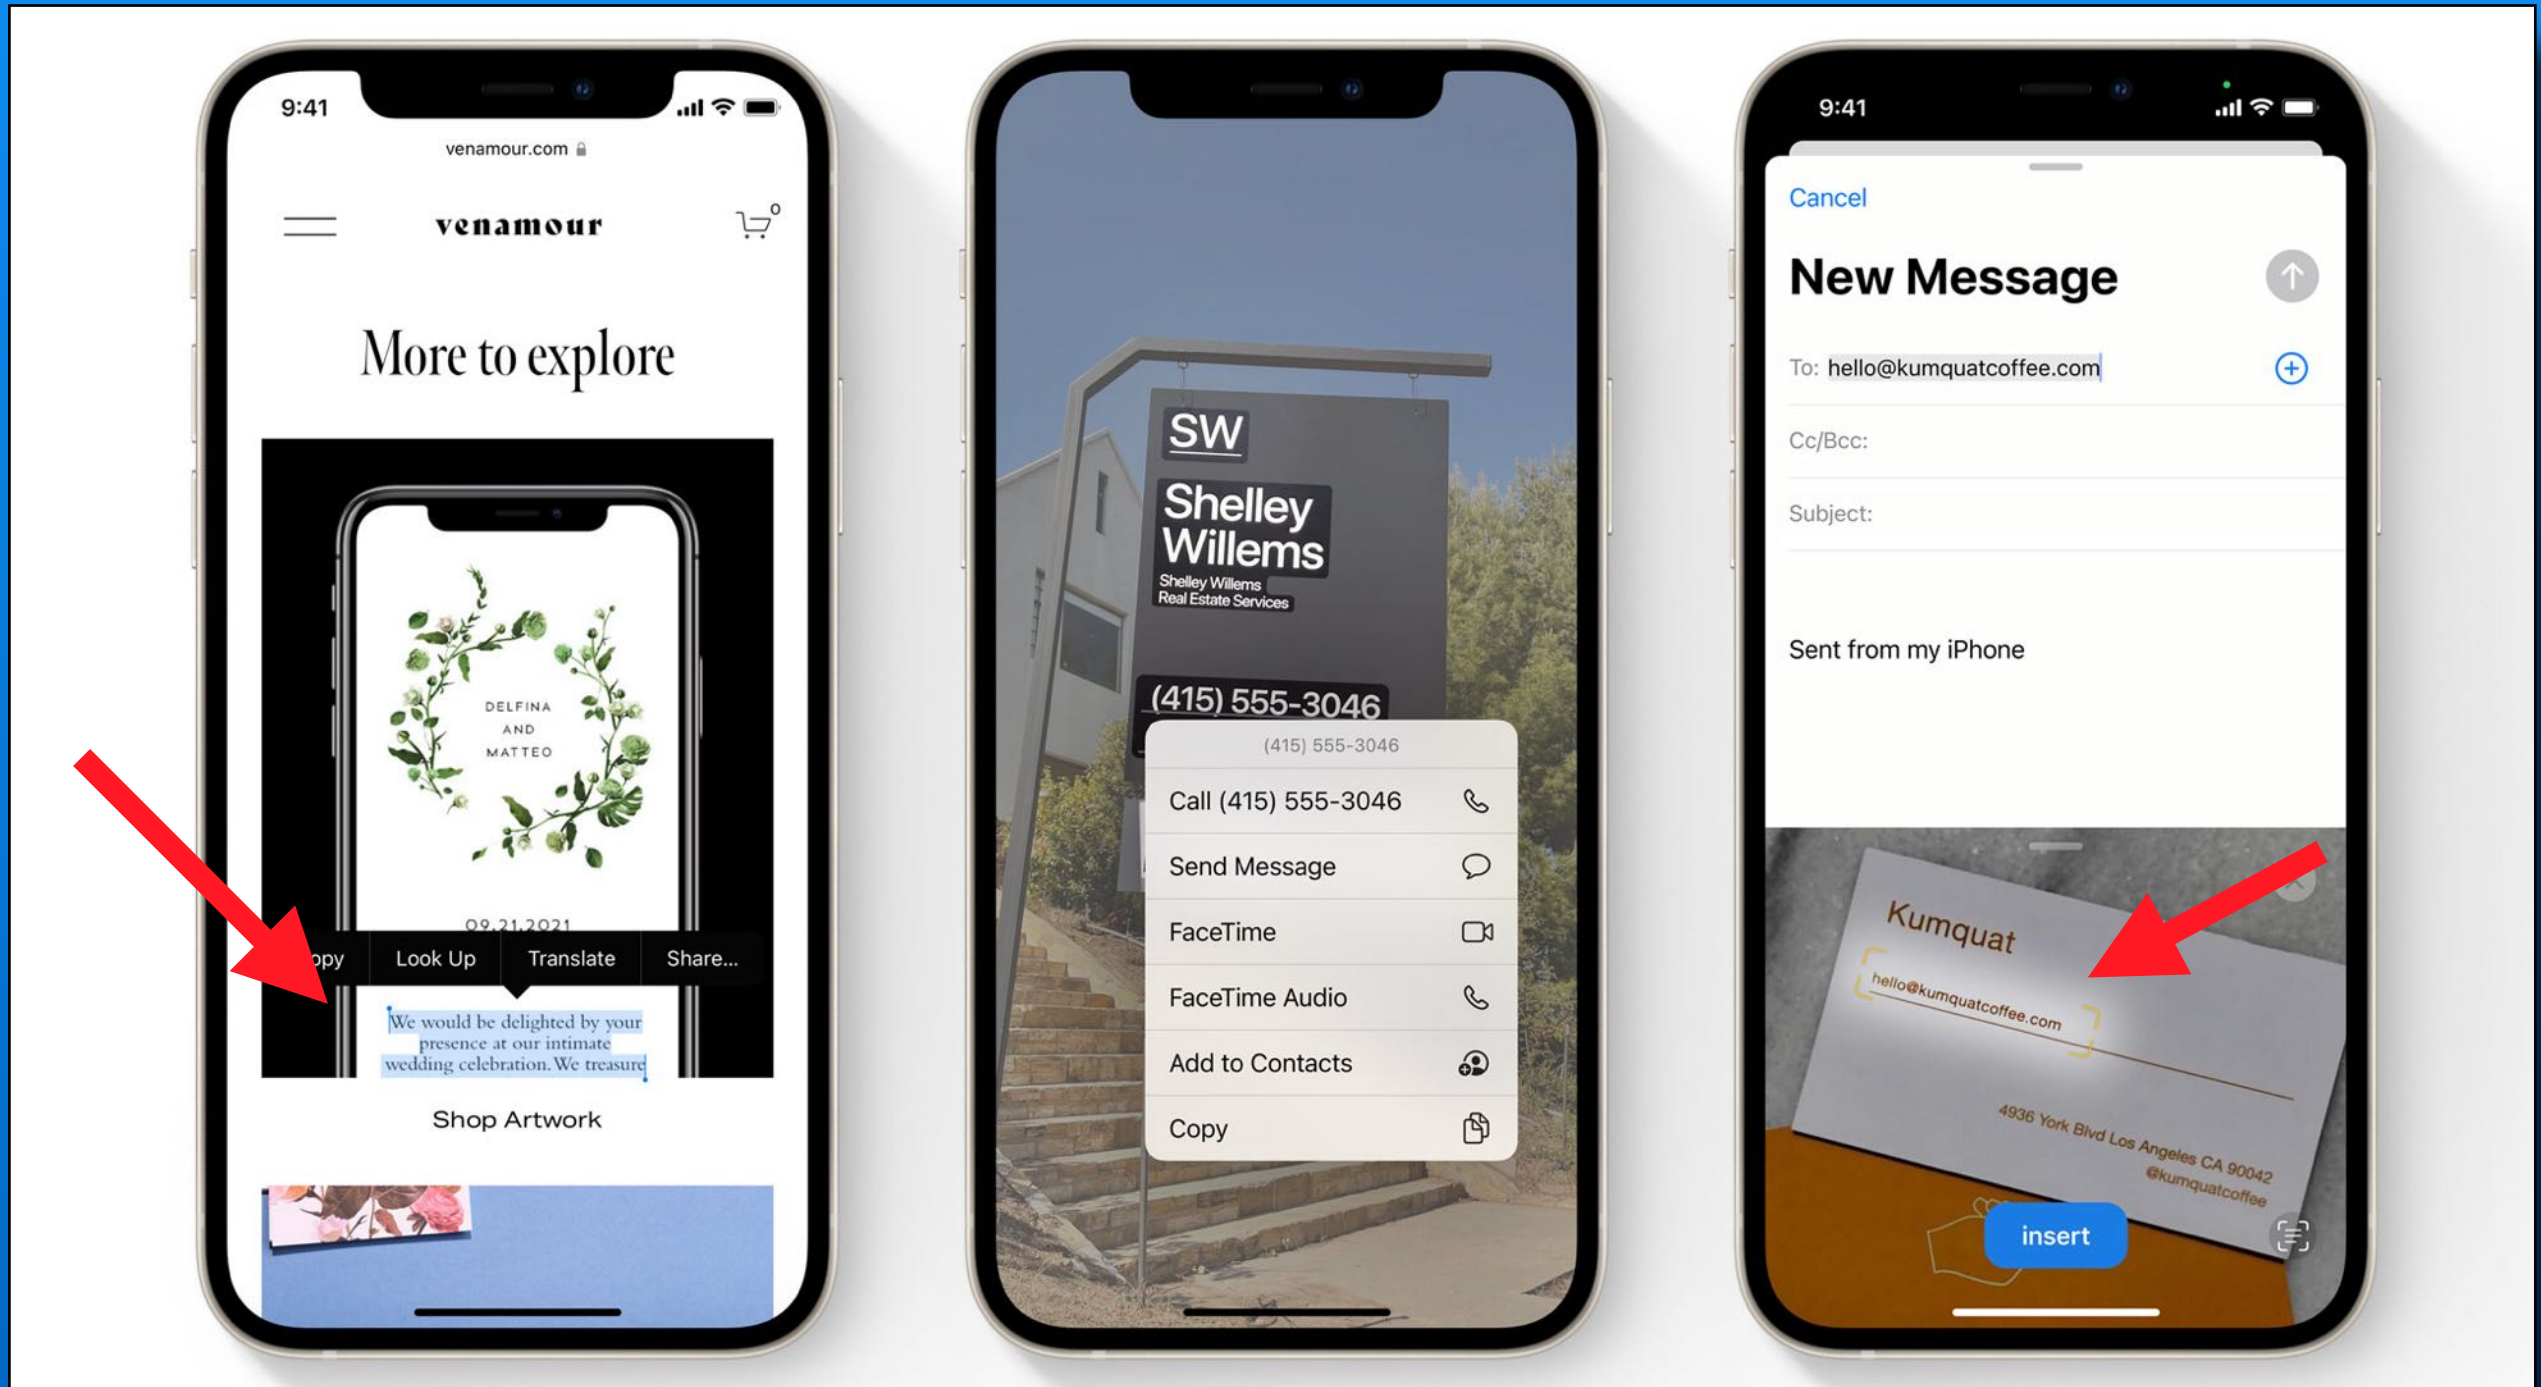 9:41
venamour.com
venamour
0
More to explore
DELFINA
AND
MATTEO
09.21.2021
opy Look Up Translate Share...
We would be delighted by your
presence at our intimate
wedding celebration. We treasure
Shop Artwork
SW
Shelley
Willems
Shelley Willems
Real Estate Services
(415) 555-3046
(415) 555-3046
Call (415) 555-3046
Send Message
FaceTime
FaceTime Audio
Add to Contacts
Copy
9:41
Cancel
New Message
To: hello@kumquatcoffee.com
Cc/Bcc:
Subject:
Sent from my iPhone
Kumquat
hello@kumquatcoffee.com
4936 York Blvd Los Angeles CA 90042
@kumquatcoffee
insert